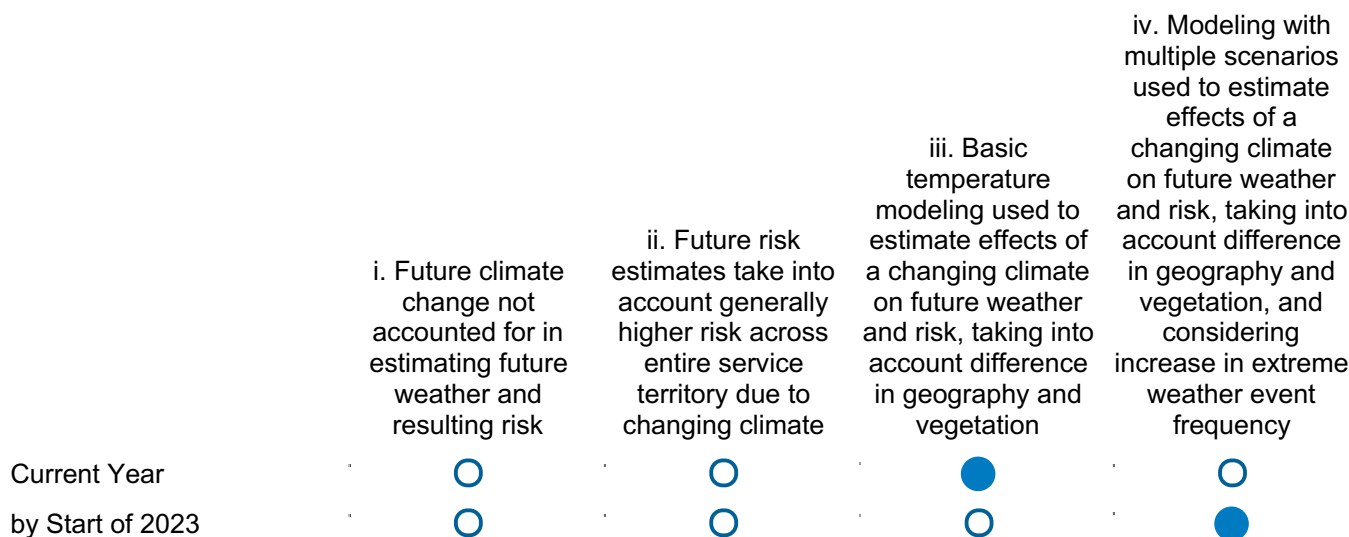 i. Future climate
change not
accounted for in
estimating future
weather and
resulting risk
ii. Future risk
estimates take into
account generally
higher risk across
entire service
territory due to
changing climate
iii. Basic
temperature
modeling used to
estimate effects of
a changing climate
on future weather
and risk, taking into
account difference
in geography and
vegetation
iv. Modeling with
multiple scenarios
used to estimate
effects of a
changing climate
on future weather
and risk, taking into
account difference
in geography and
vegetation, and
considering
increase in extreme
weather event
frequency
Current Year
by Start of 2023